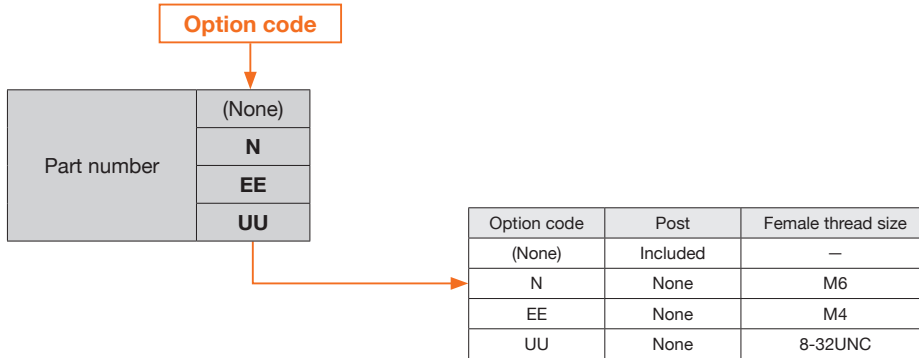 Option code
Part number
(None)
N
EE
UU
Option code Post Female thread size
(None) Included —
N None M6
EE None M4
UU None 8-32UNC